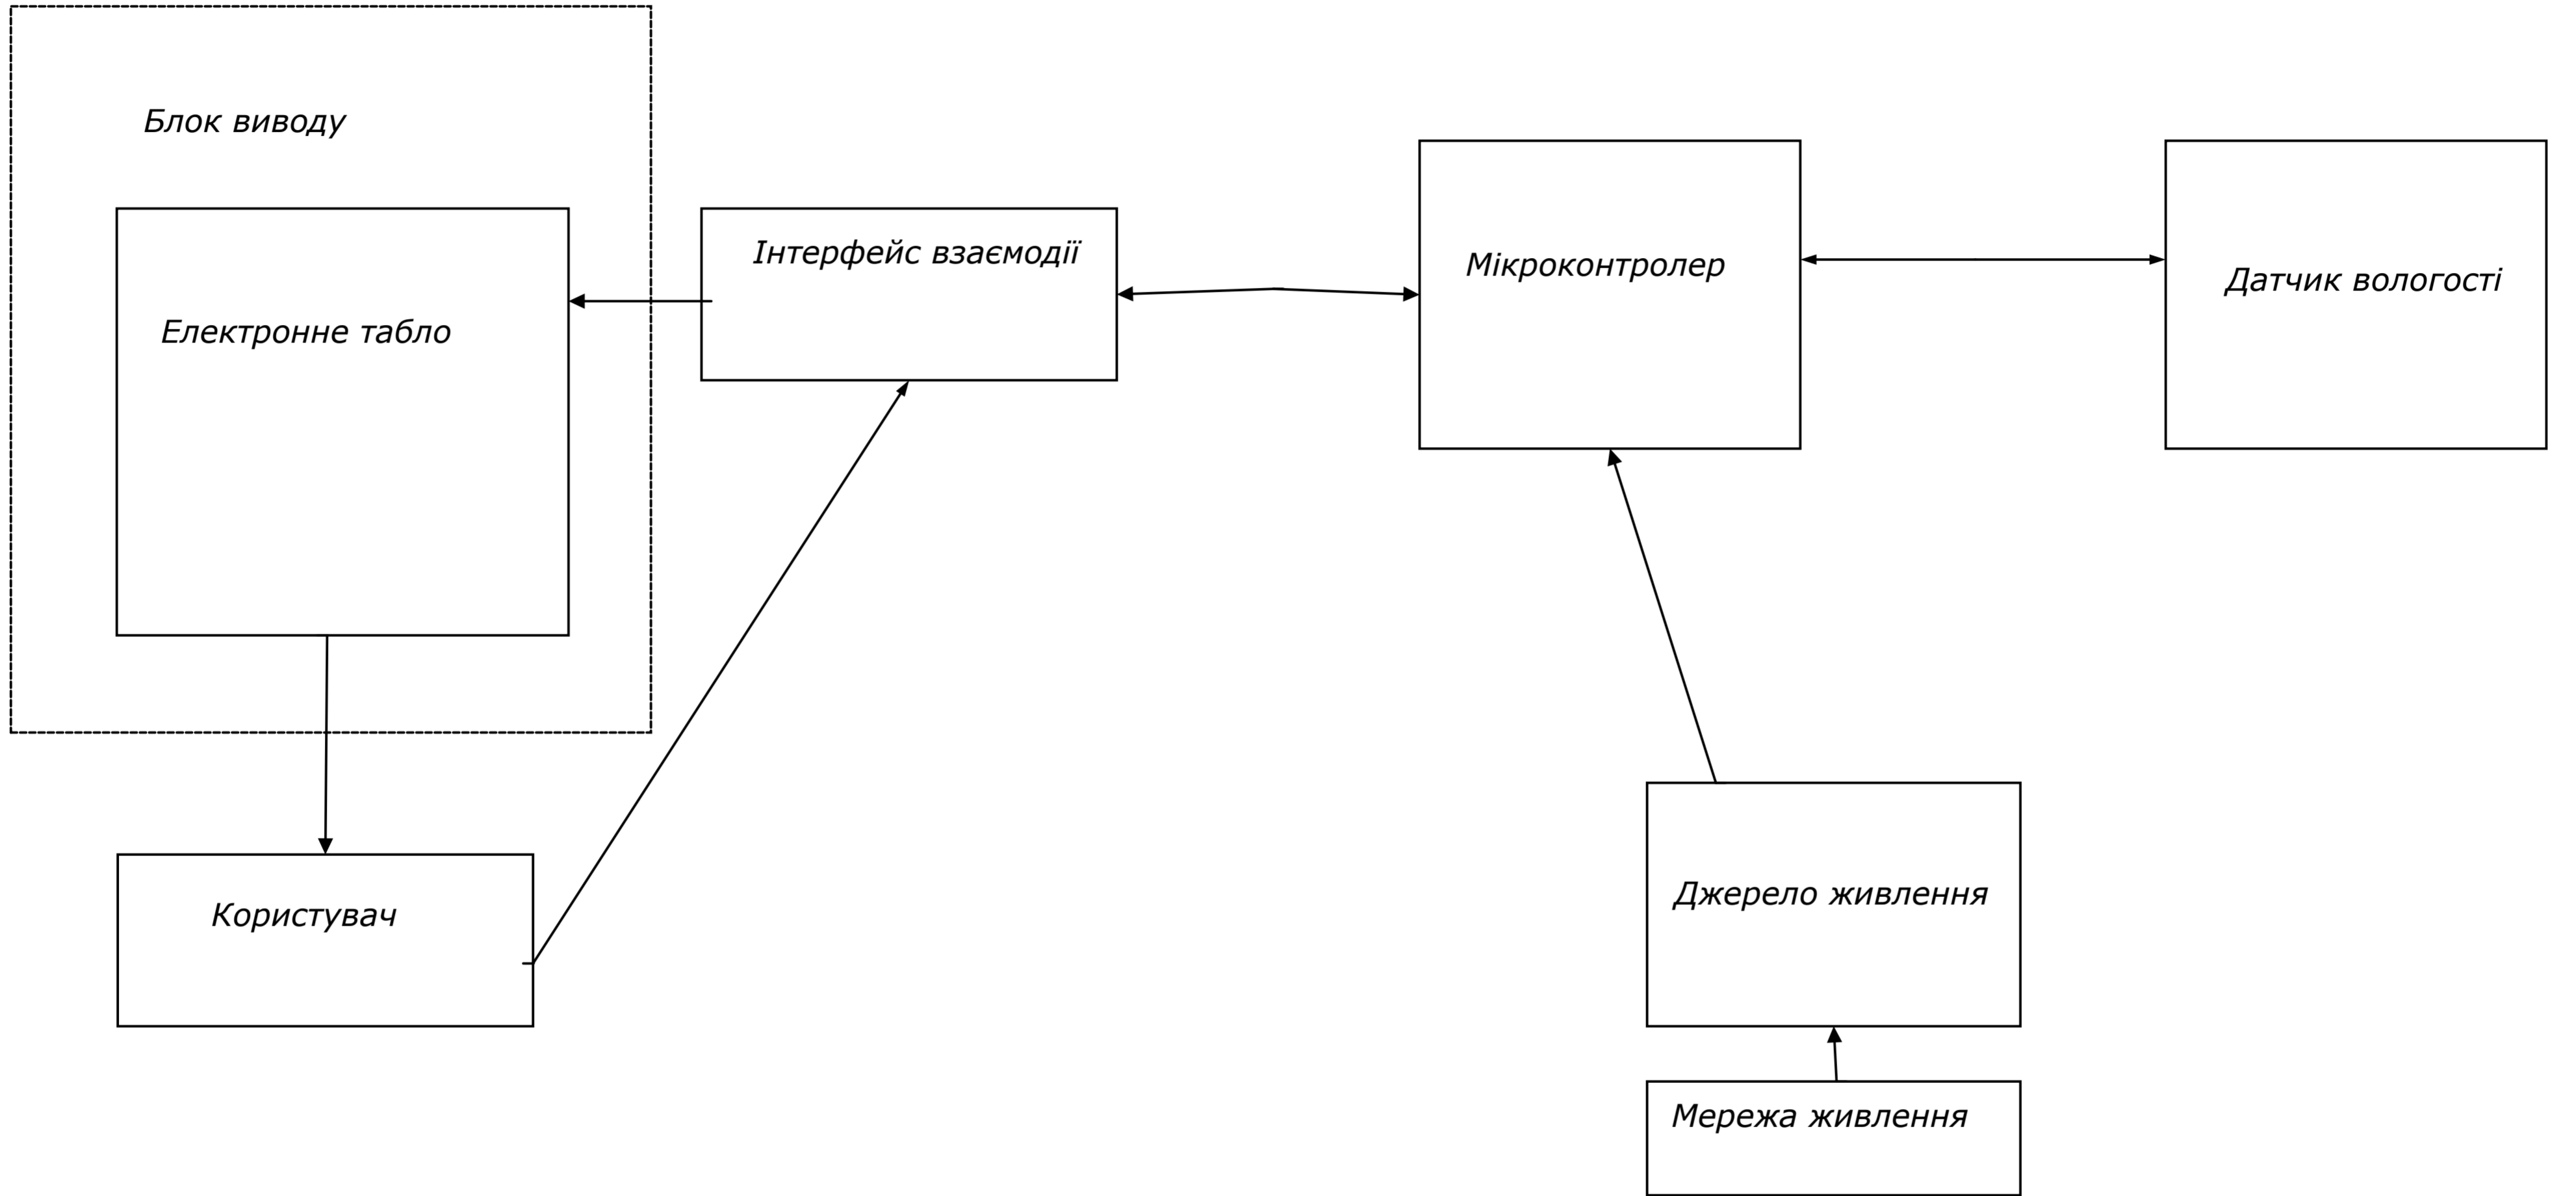 Блок виводу
Електронне табло
Інтерфейс взаємодії
Мікроконтролер
Датчик вологості
Користувач
Джерело живлення
Мережа живлення